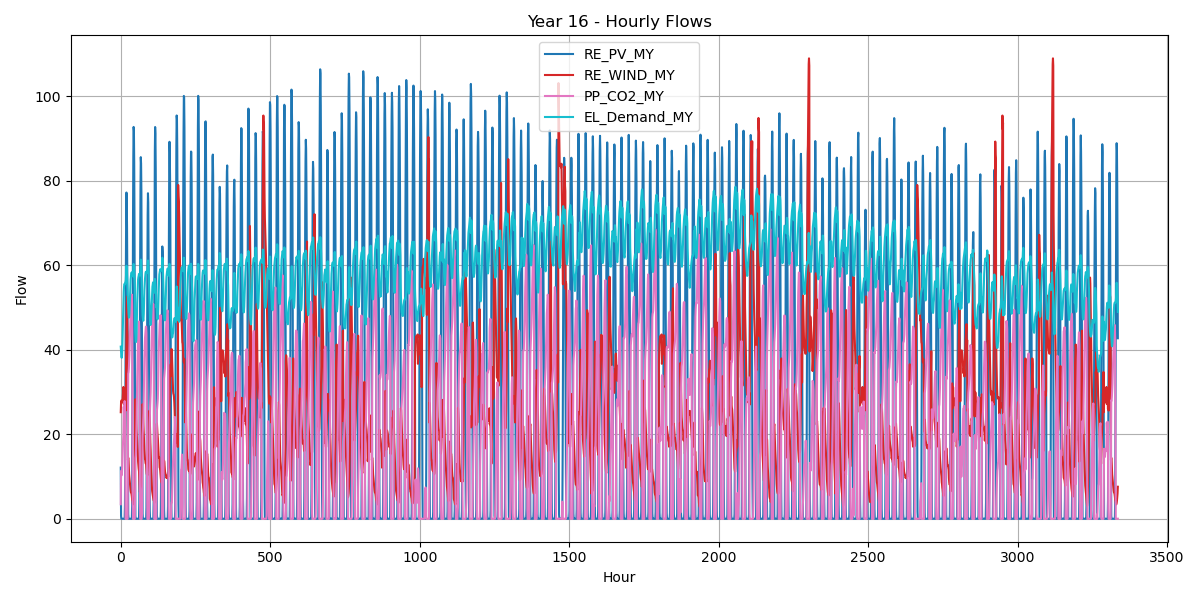 Year 16 - Hourly Flows
RE_PV_MY
RE_WIND_MY
PP_CO2_MY
EL_Demand_MY
Flow
100
80
60
40
20
0
0 500 1000 1500 2000 2500 3000 3500
Hour